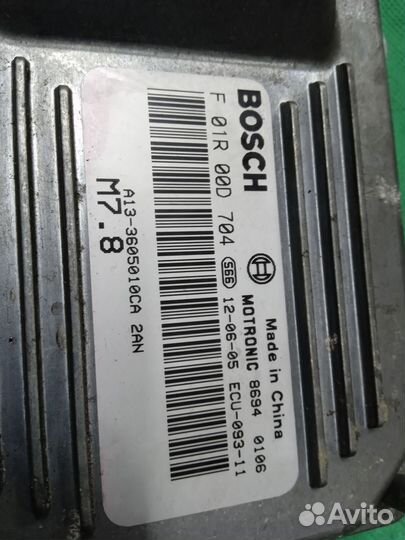 BOSCH
Made in China
F 01R 00D 704
MOTRONIC 8694 0106
S66 12-06-05 ECU-093-11
A13-3605010CA 2AN
M7.8
Avito